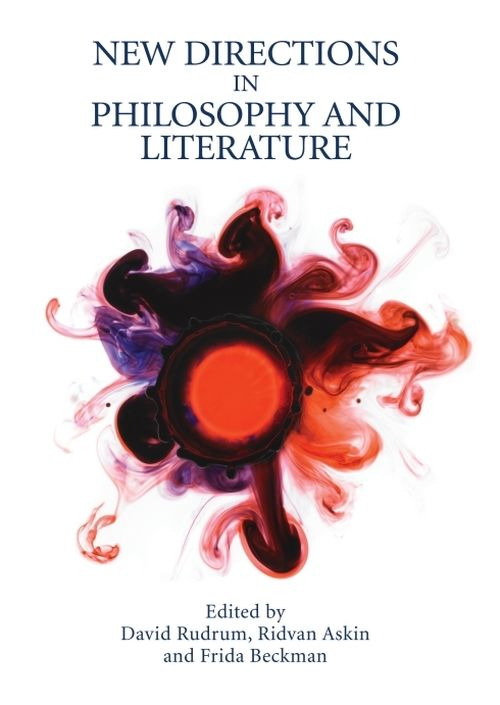 NEW DIRECTIONS
IN
PHILOSOPHY AND
LITERATURE
Edited by
David Rudrum, Ridvan Askin
and Frida Beckman